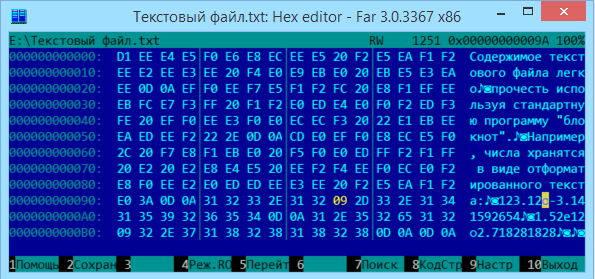 Текстовый файл.txt: Hex editor - Far 3.0.3367 x86
E:\Текстовый файл.txt RW 1251 0x00000000009A 100%
000000000000: D1 EE E4 E5 F0 E6 E8 EC EE E5 20 F2 E5 EA F1 F2 Содержимое текст
000000000010: EE E2 EE E3 EE 20 F4 E0 E9 EB E0 20 EB E5 E3 EA ового файла легк
000000000020: EE 0D 0A EF F0 EE F7 E5 F1 F2 FC 20 E8 F1 EF EE о♪◙прочесть испо
000000000030: EB FC E7 F3 FF 20 F1 F2 E0 ED E4 E0 F0 F2 ED F3 льзуя стандартну
000000000040: FE 20 EF F0 EE E3 F0 E0 EC EC F3 20 22 E1 EB EE ю программу "бло
000000000050: EA ED EE F2 22 2E 0D 0A CD E0 EF F0 E8 EC E5 F0 кнот".♪◙Например
000000000060: 2C 20 F7 E8 F1 EB E0 20 F5 F0 E0 ED FF F2 F1 FF , числа хранятся
000000000070: 20 E2 20 E2 E8 E4 E5 20 EE F2 F4 EE F0 EC E0 F2 в виде отформат
000000000080: E8 F0 EE E2 E0 ED ED EE E3 EE 20 F2 E5 EA F1 F2 ированного текст
000000000090: E0 3A 0D 0A 31 32 33 2E 31 32 09 2D 33 2E 31 34 а:♪◙123.12○-3.14
0000000000A0: 31 35 39 32 36 35 34 0D 0A 31 2E 35 32 65 31 32 1592654♪◙1.52e12
0000000000B0: 09 32 2E 37 31 38 32 38 31 38 32 38 0D 0A 0D 0A ○2.718281828♪◙♪◙
1Помощь 2Сохран 3 4Реж.RO 5Перейт 6 7Поиск 8КодСтр 9Настр 10Выход